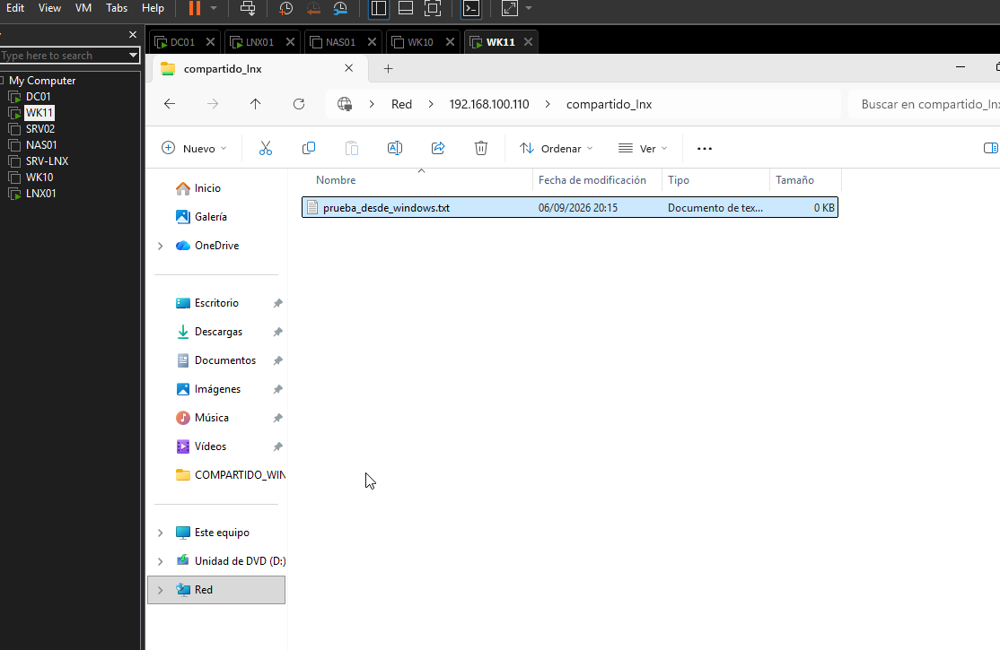 Edit View VM Tabs Help
Type here to search
My Computer
DC01
WK11
SRV02
NAS01
SRV-LNX
WK10
LNX01
DC01 LNX01 NAS01 WK10 WK11
compartido_lnx
Red 192.168.100.110 compartido_lnx Buscar en compartido_lnx
Nuevo Ordenar Ver
Inicio
Galería
OneDrive
Escritorio
Descargas
Documentos
Imágenes
Música
Vídeos
COMPARTIDO_WIN
Este equipo
Unidad de DVD (D:)
Red
Nombre Fecha de modificación Tipo Tamaño
prueba_desde_windows.txt 06/09/2026 20:15 Documento de tex... 0 KB